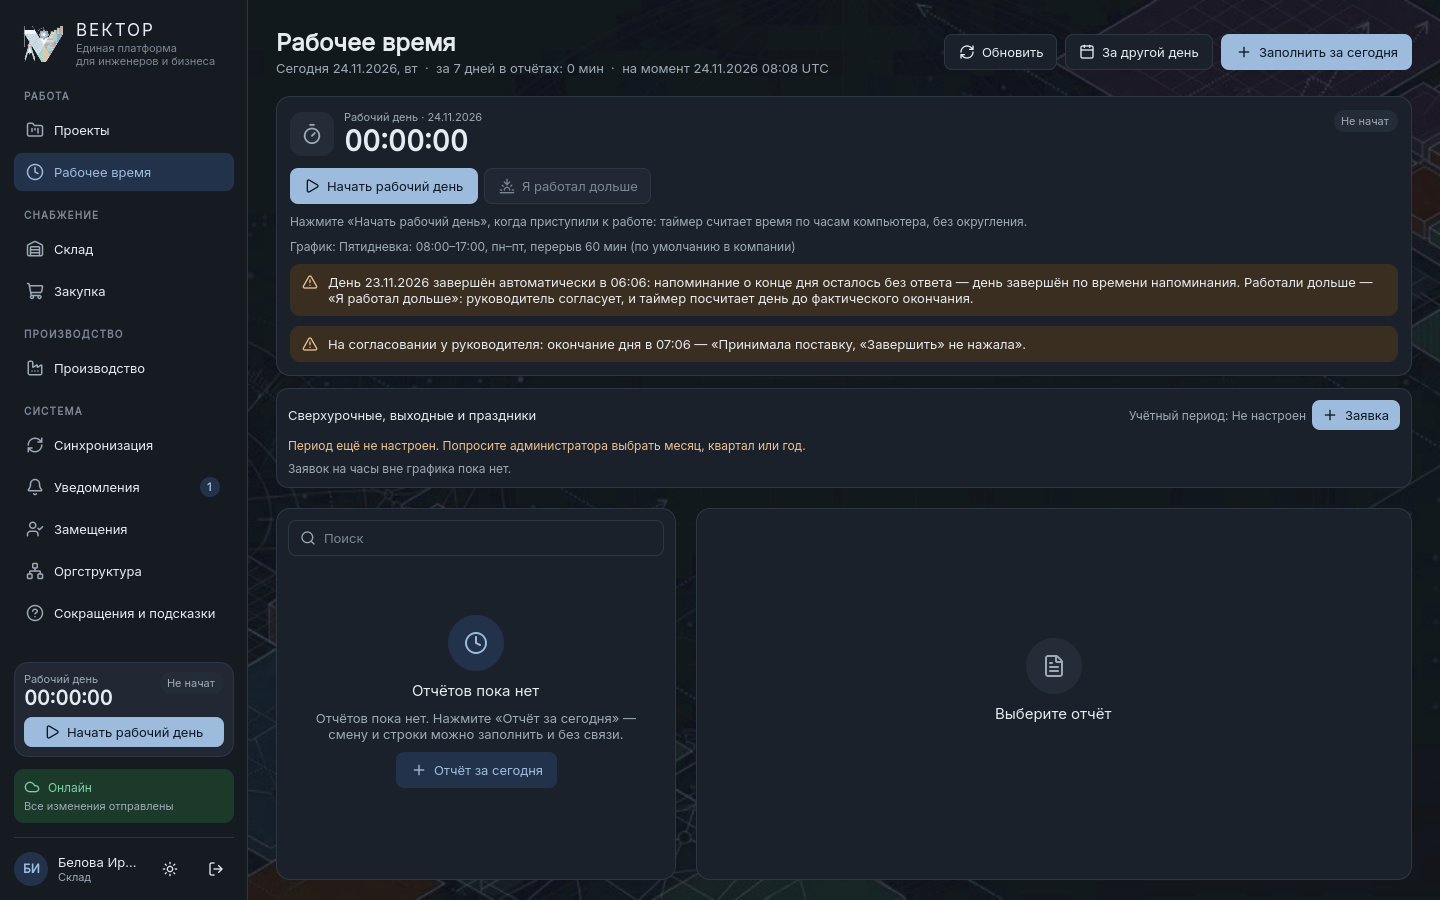 ВЕКТОР
Единая платформа
для инженеров и бизнеса
РАБОТА
Проекты
Рабочее время
СНАБЖЕНИЕ
Склад
Закупка
ПРОИЗВОДСТВО
Производство
СИСТЕМА
Синхронизация
Уведомления 1
Замещения
Оргструктура
Сокращения и подсказки
Рабочий день
Не начат
00:00:00
Начать рабочий день
Онлайн
Все изменения отправлены
БИ
Белова Ир...
Склад
Рабочее время
Сегодня 24.11.2026, вт · за 7 дней в отчётах: 0 мин · на момент 24.11.2026 08:08 UTC
Обновить
За другой день
Заполнить за сегодня
Рабочий день · 24.11.2026
00:00:00
Не начат
Начать рабочий день
Я работал дольше
Нажмите «Начать рабочий день», когда приступили к работе: таймер считает время по часам компьютера, без округления.
График: Пятидневка: 08:00–17:00, пн–пт, перерыв 60 мин (по умолчанию в компании)
День 23.11.2026 завершён автоматически в 06:06: напоминание о конце дня осталось без ответа — день завершён по времени напоминания. Работали дольше —
«Я работал дольше»: руководитель согласует, и таймер посчитает день до фактического окончания.
На согласовании у руководителя: окончание дня в 07:06 — «Принимала поставку, «Завершить» не нажала».
Сверхурочные, выходные и праздники
Учётный период: Не настроен
Заявка
Период ещё не настроен. Попросите администратора выбрать месяц, квартал или год.
Заявок на часы вне графика пока нет.
Поиск
Отчётов пока нет
Отчётов пока нет. Нажмите «Отчёт за сегодня» —
смену и строки можно заполнить и без связи.
Отчёт за сегодня
Выберите отчёт